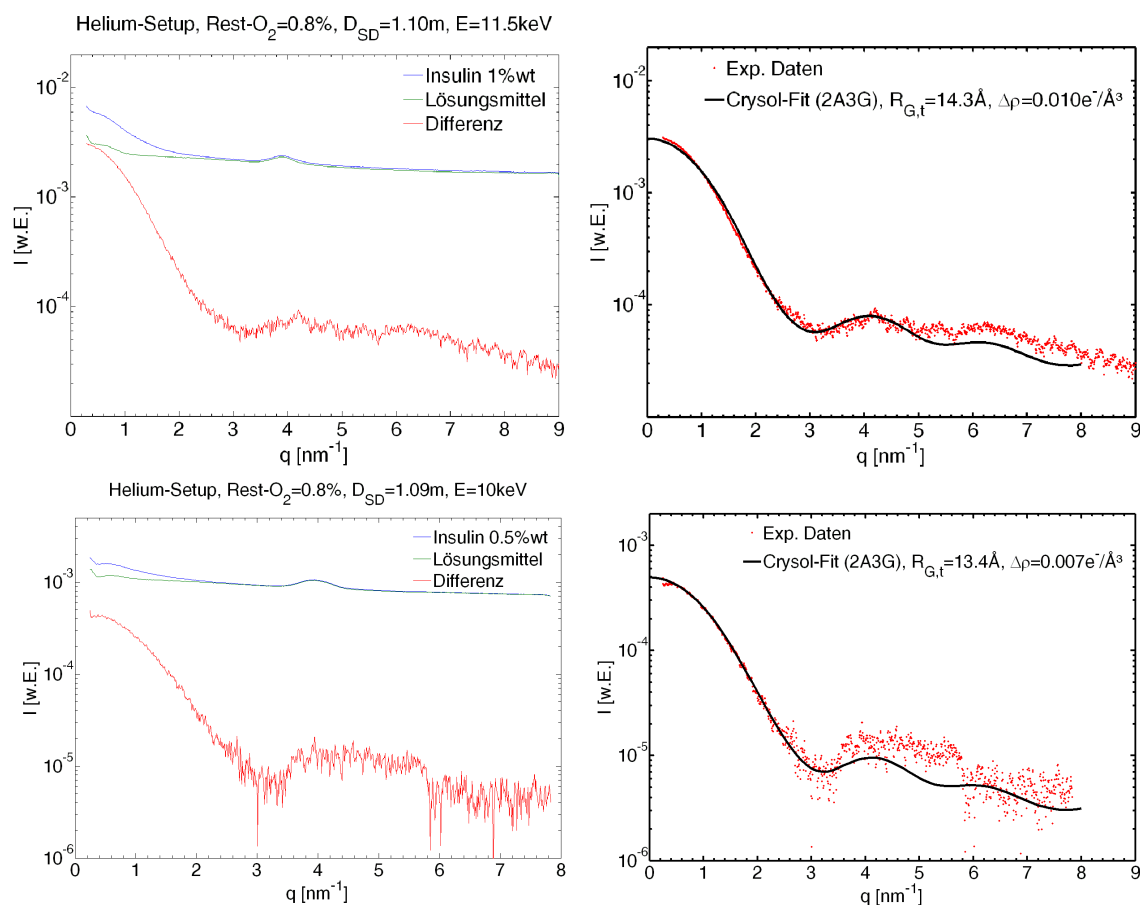 Helium-Setup, Rest-O2=0.8%, DSD=1.10m, E=11.5keV
Insulin 1%wt
Lösungsmittel
Differenz
10-2
10-3
10-4
I [w.E.]
0 1 2 3 4 5 6 7 8 9
q [nm-1]
Exp. Daten
Crysol-Fit (2A3G), RG,t=14.3Å, Δρ=0.010e-/Å³
10-2
10-3
10-4
I [w.E.]
0 1 2 3 4 5 6 7 8 9
q [nm-1]
Helium-Setup, Rest-O2=0.8%, DSD=1.09m, E=10keV
Insulin 0.5%wt
Lösungsmittel
Differenz
10-3
10-4
10-5
10-6
I [w.E.]
0 1 2 3 4 5 6 7 8
q [nm-1]
Exp. Daten
Crysol-Fit (2A3G), RG,t=13.4Å, Δρ=0.007e-/Å³
10-3
10-4
10-5
10-6
I [w.E.]
0 1 2 3 4 5 6 7 8 9
q [nm-1]